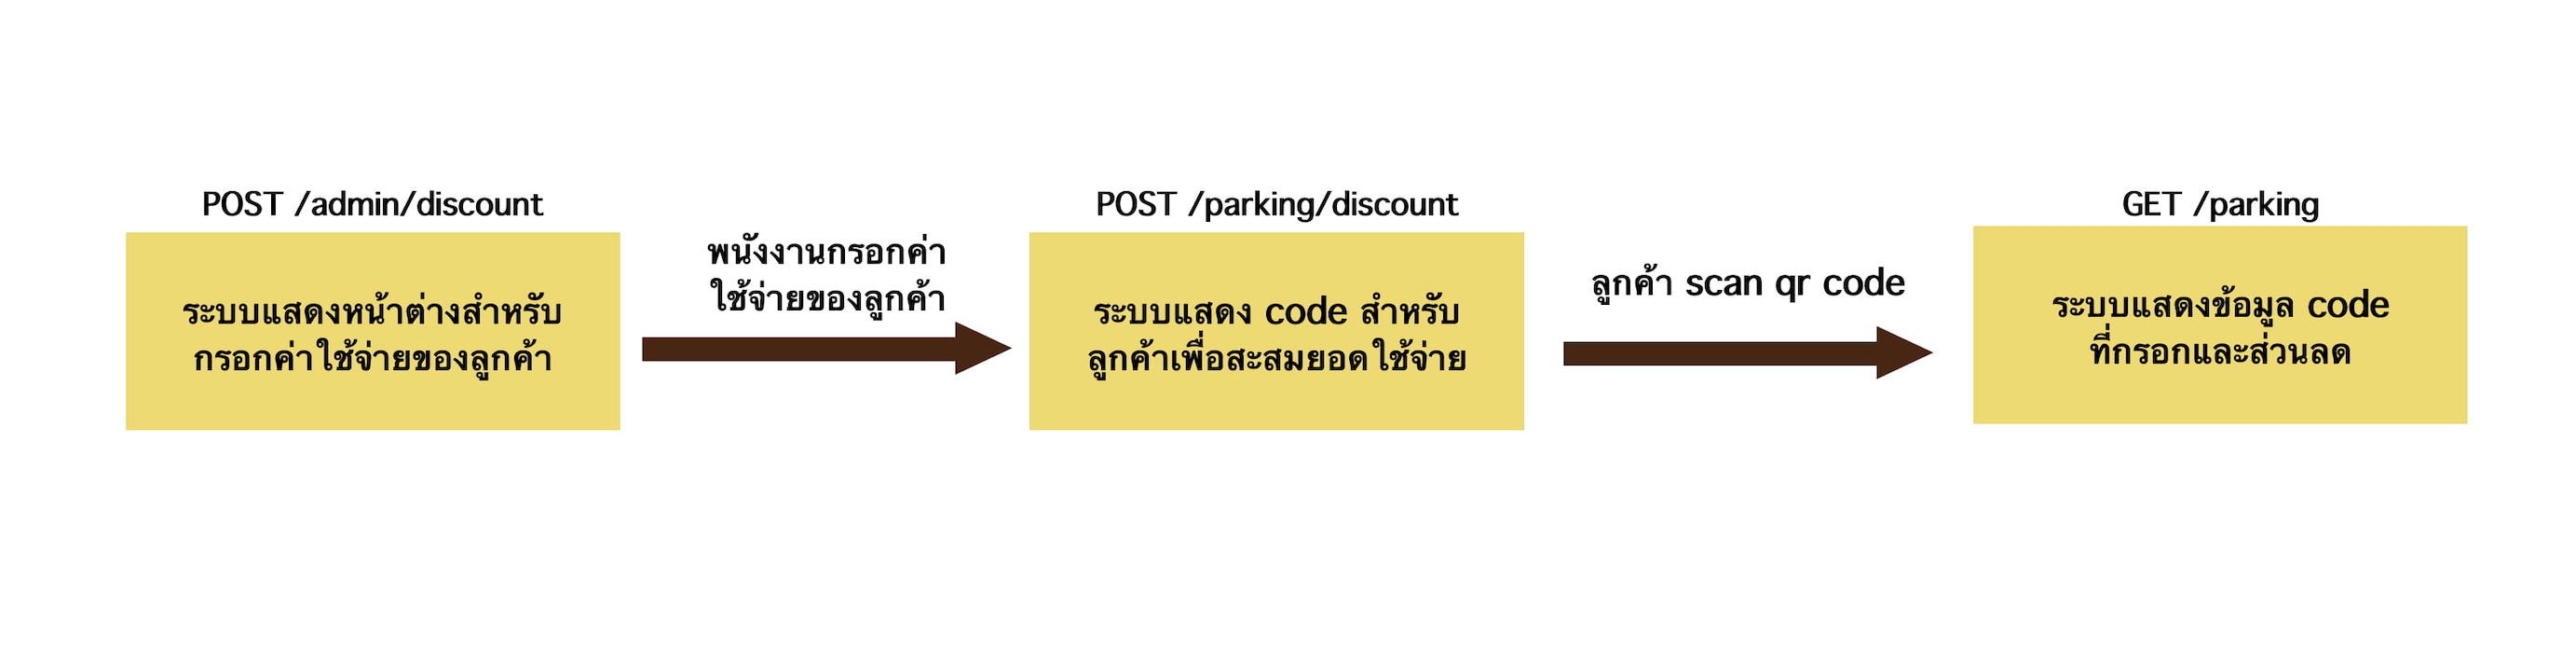 POST /admin/discount
ระบบแสดงหน้าต่างสำหรับ
กรอกค่าใช้จ่ายของลูกค้า
พนังงานกรอกค่า
ใช้จ่ายของลูกค้า
POST /parking/discount
ระบบแสดง code สำหรับ
ลูกค้าเพื่อสะสมยอดใช้จ่าย
ลูกค้า scan qr code
GET /parking
ระบบแสดงข้อมูล code
ที่กรอกและส่วนลด